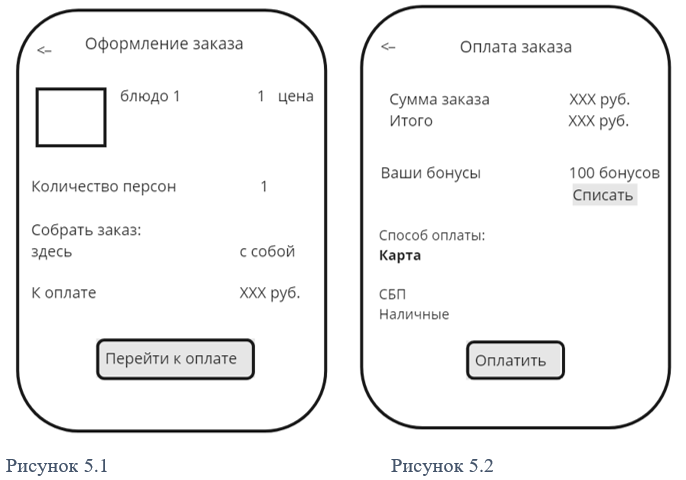 <- Оформление заказа
блюдо 1 1 цена
Количество персон 1
Собрать заказ:
здесь с собой
К оплате XXX руб.
Перейти к оплате
Рисунок 5.1
<- Оплата заказа
Сумма заказа XXX руб.
Итого XXX руб.
Ваши бонусы 100 бонусов
Списать
Способ оплаты:
Карта
СБП
Наличные
Оплатить
Рисунок 5.2